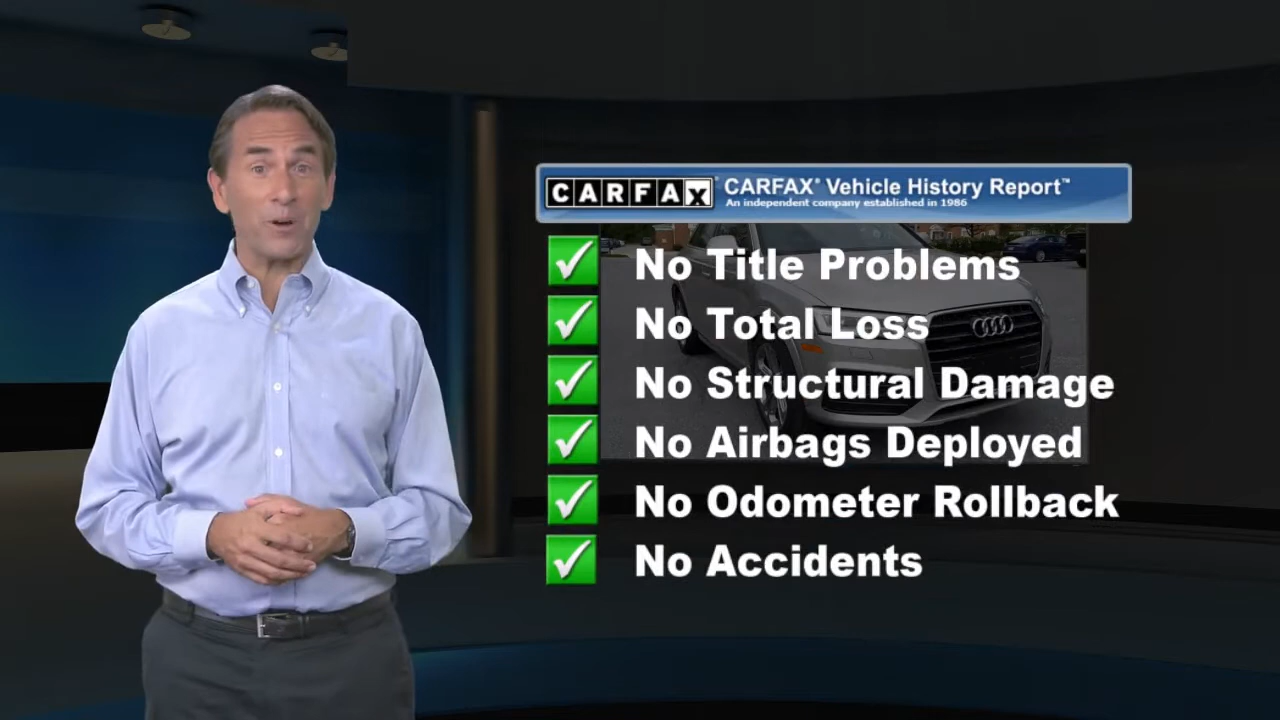 CARFAX
CARFAX® Vehicle History Report™
An independent company established in 1986
No Title Problems
No Total Loss
No Structural Damage
No Airbags Deployed
No Odometer Rollback
No Accidents